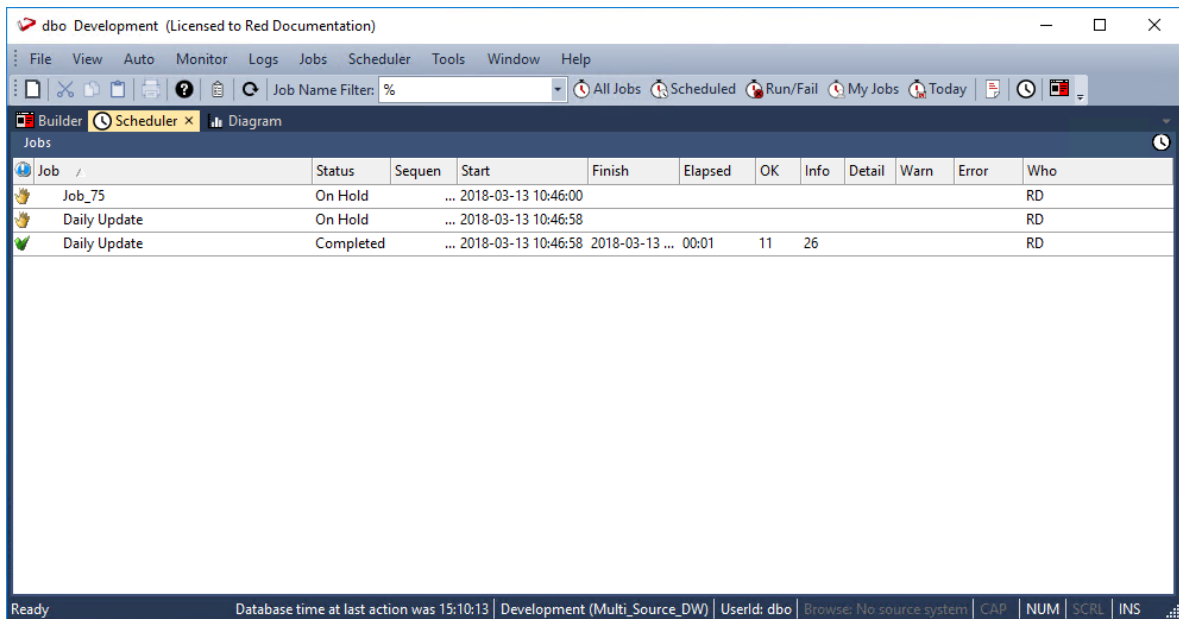 dbo Development (Licensed to Red Documentation)
File View Auto Monitor Logs Jobs Scheduler Tools Window Help
Job Name Filter: % All Jobs Scheduled Run/Fail My Jobs Today
Builder Scheduler × Diagram
Jobs
Job Status Sequen Start Finish Elapsed OK Info Detail Warn Error Who
Job_75 On Hold ... 2018-03-13 10:46:00 RD
Daily Update On Hold ... 2018-03-13 10:46:58 RD
Daily Update Completed ... 2018-03-13 10:46:58 2018-03-13 ... 00:01 11 26 RD
Ready Database time at last action was 15:10:13 Development (Multi_Source_DW) UserId: dbo Browse: No source system CAP NUM SCRL INS